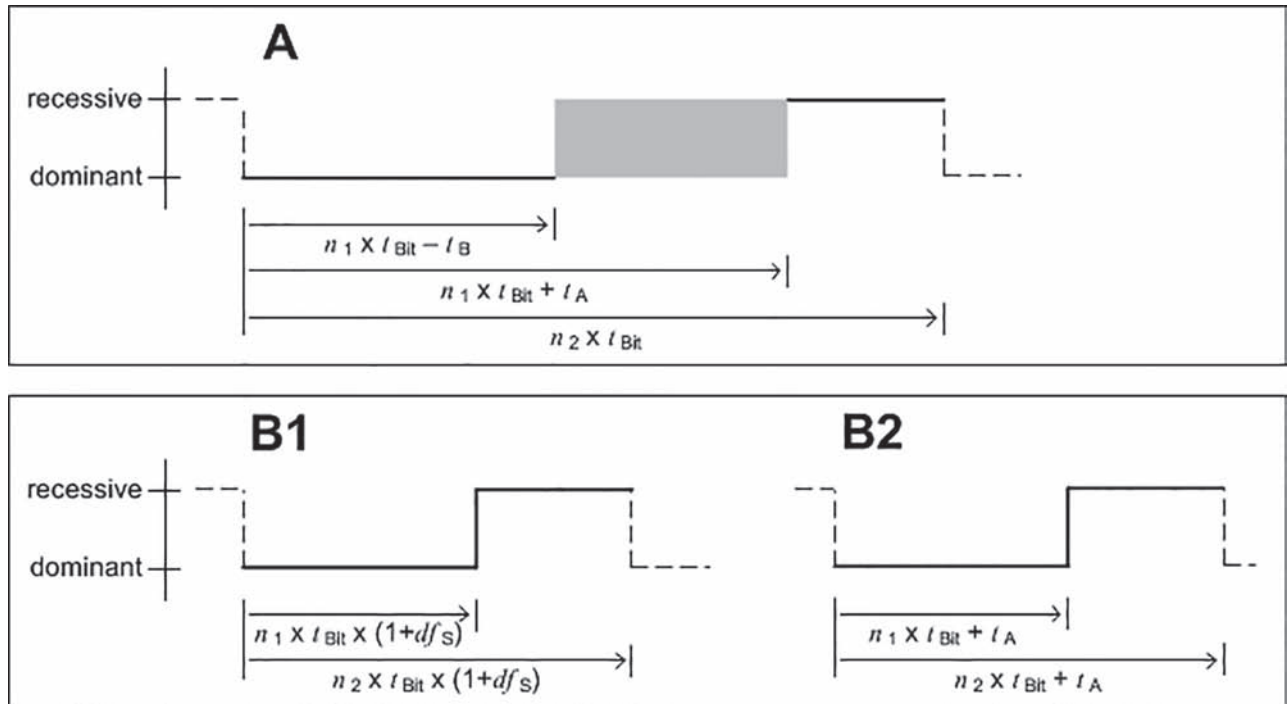 A
recessive
dominant
n 1 x t Bit – t B
n 1 x t Bit + t A
n 2 x t Bit
B1
B2
recessive
dominant
n 1 x t Bit x (1+df S)
n 1 x t Bit + t A
n 2 x t Bit x (1+df S)
n 2 x t Bit + t A